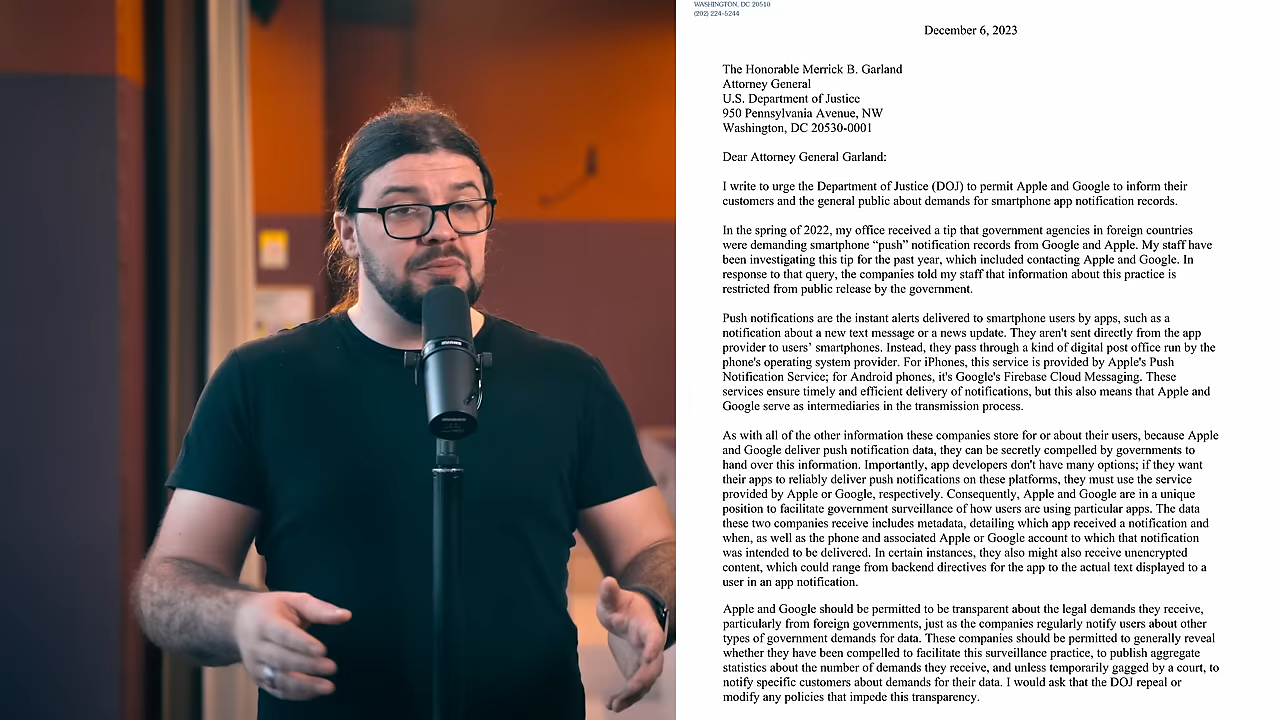 WASHINGTON, DC 20510
(202) 224-5244
December 6, 2023
The Honorable Merrick B. Garland
Attorney General
U.S. Department of Justice
950 Pennsylvania Avenue, NW
Washington, DC 20530-0001
Dear Attorney General Garland:
I write to urge the Department of Justice (DOJ) to permit Apple and Google to inform their
customers and the general public about demands for smartphone app notification records.
In the spring of 2022, my office received a tip that government agencies in foreign countries
were demanding smartphone “push” notification records from Google and Apple. My staff have
been investigating this tip for the past year, which included contacting Apple and Google. In
response to that query, the companies told my staff that information about this practice is
restricted from public release by the government.
Push notifications are the instant alerts delivered to smartphone users by apps, such as a
notification about a new text message or a news update. They aren't sent directly from the app
provider to users’ smartphones. Instead, they pass through a kind of digital post office run by the
phone's operating system provider. For iPhones, this service is provided by Apple's Push
Notification Service; for Android phones, it's Google's Firebase Cloud Messaging. These
services ensure timely and efficient delivery of notifications, but this also means that Apple and
Google serve as intermediaries in the transmission process.
As with all of the other information these companies store for or about their users, because Apple
and Google deliver push notification data, they can be secretly compelled by governments to
hand over this information. Importantly, app developers don't have many options; if they want
their apps to reliably deliver push notifications on these platforms, they must use the service
provided by Apple or Google, respectively. Consequently, Apple and Google are in a unique
position to facilitate government surveillance of how users are using particular apps. The data
these two companies receive includes metadata, detailing which app received a notification and
when, as well as the phone and associated Apple or Google account to which that notification
was intended to be delivered. In certain instances, they also might also receive unencrypted
content, which could range from backend directives for the app to the actual text displayed to a
user in an app notification.
Apple and Google should be permitted to be transparent about the legal demands they receive,
particularly from foreign governments, just as the companies regularly notify users about other
types of government demands for data. These companies should be permitted to generally reveal
whether they have been compelled to facilitate this surveillance practice, to publish aggregate
statistics about the number of demands they receive, and unless temporarily gagged by a court, to
notify specific customers about demands for their data. I would ask that the DOJ repeal or
modify any policies that impede this transparency.